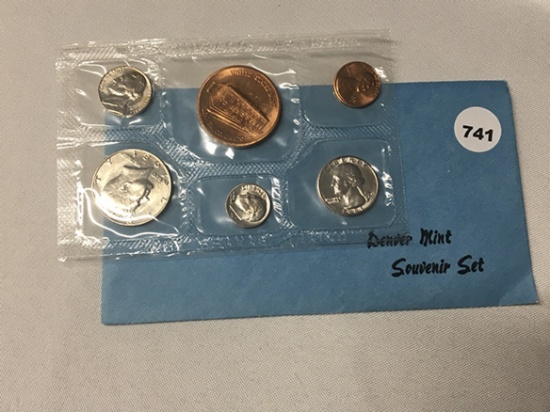 741
Denver Mint
Souvenir Set